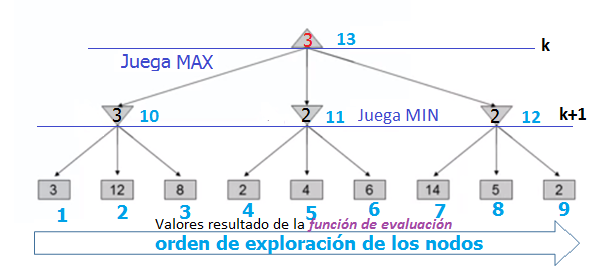 3 13 k
Juega MAX
3 10 2 11 Juega MIN 2 12 k+1
3 12 8 2 4 6 14 5 2
1 2 3 4 5 6 7 8 9
Valores resultado de la función de evaluación
orden de exploración de los nodos